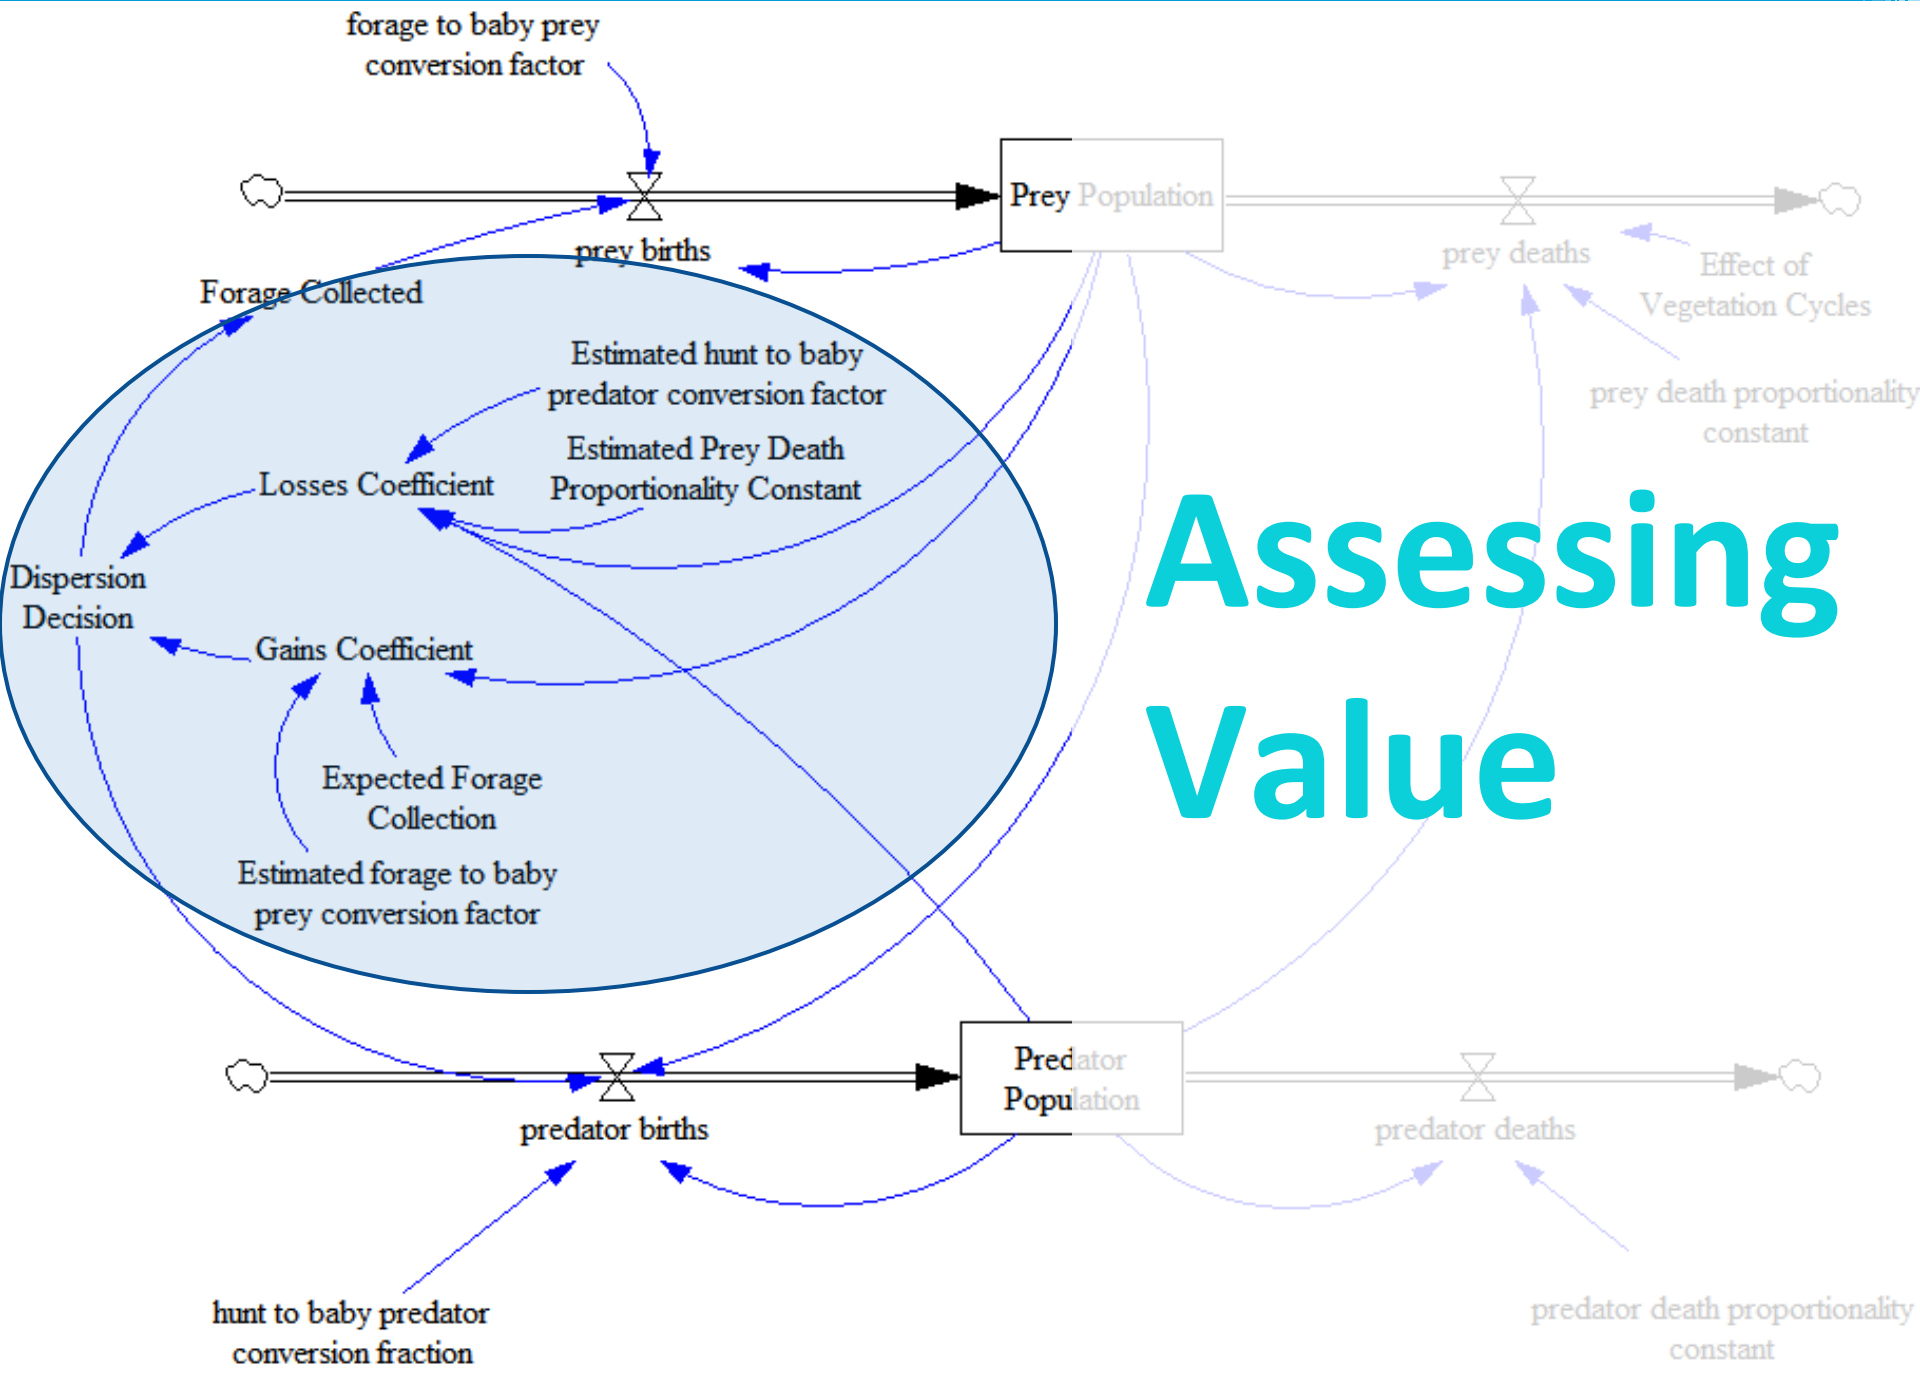 forage to baby prey
conversion factor
Prey Population
prey births
prey deaths
Effect of
Vegetation Cycles
Forage Collected
Estimated hunt to baby
predator conversion factor
prey death proportionality
constant
Estimated Prey Death
Proportionality Constant
Losses Coefficient
Assessing
Value
Dispersion
Decision
Gains Coefficient
Expected Forage
Collection
Estimated forage to baby
prey conversion factor
Predator
Population
predator births
predator deaths
hunt to baby predator
conversion fraction
predator death proportionality
constant